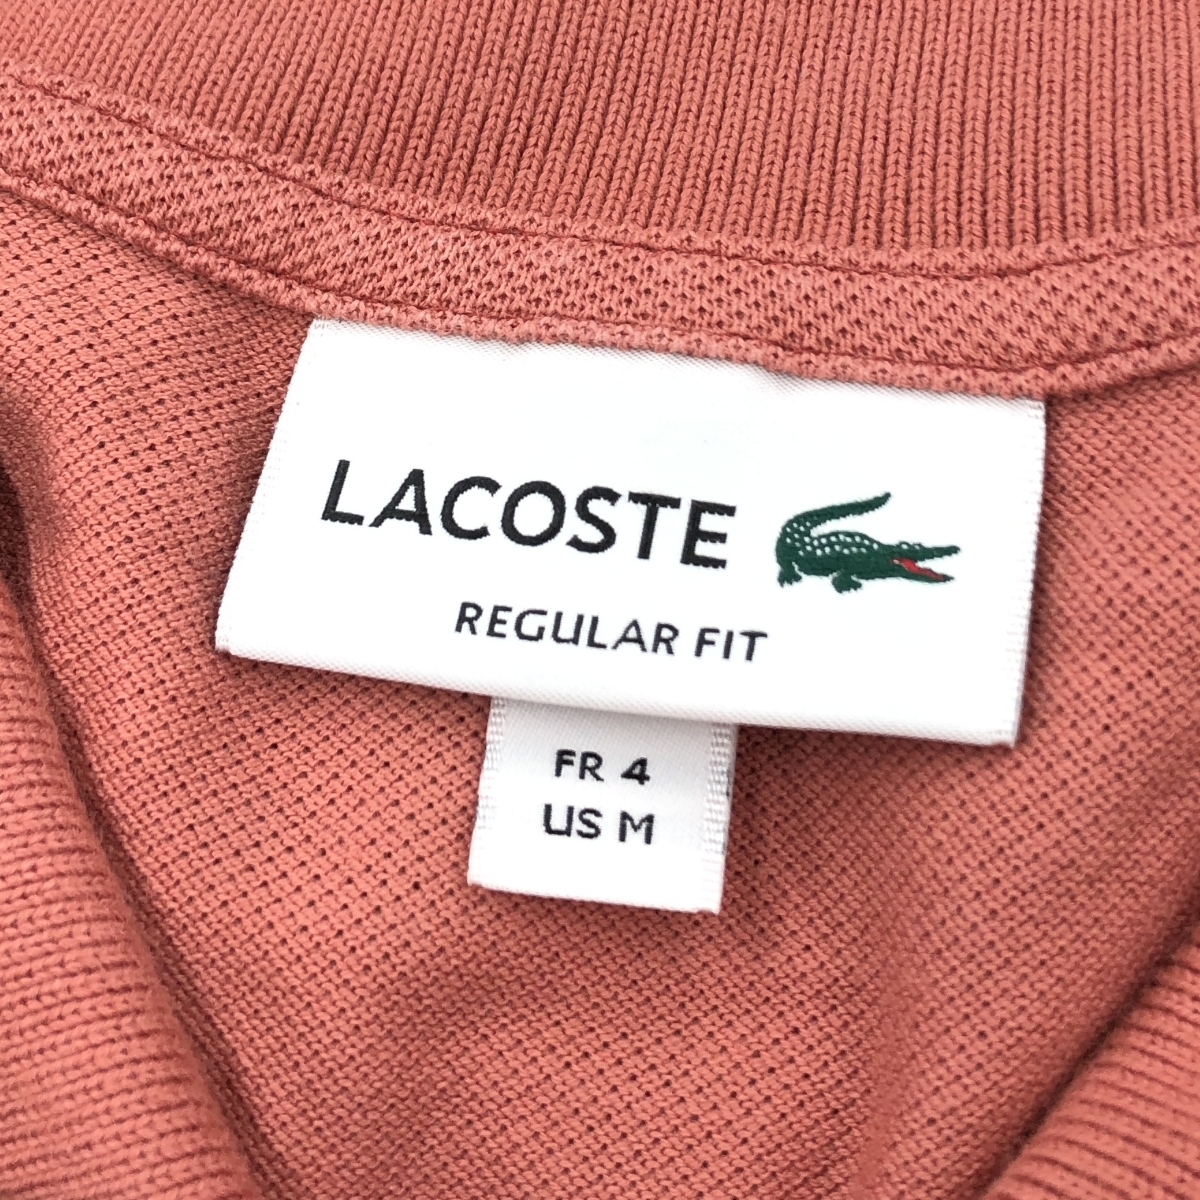 LACOSTE
REGULAR FIT
FR 4
US M